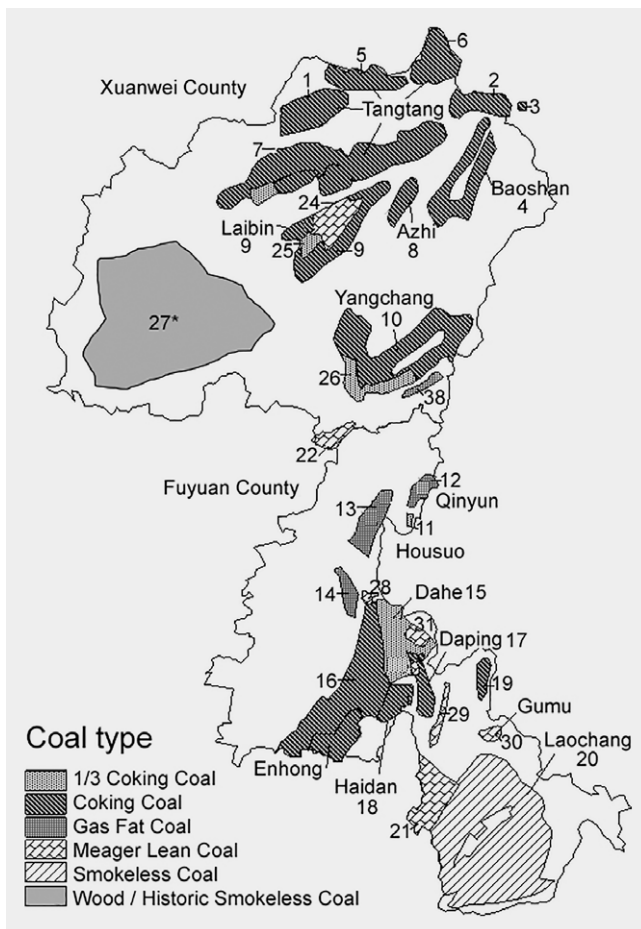 6
5
Xuanwei County
1
2
3
Tangtang
7
24
Baoshan
4
Laibin
9
25
9
Azhi
8
27*
Yangchang
10
26
38
22
Fuyuan County
12
Qinyun
13
11
Housuo
28
14
Dahe 15
31
Daping 17
16
19
29
Gumu
30
Laochang
20
Enhong
Haidan
18
21
Coal type
1/3 Coking Coal
Coking Coal
Gas Fat Coal
Meager Lean Coal
Smokeless Coal
Wood / Historic Smokeless Coal